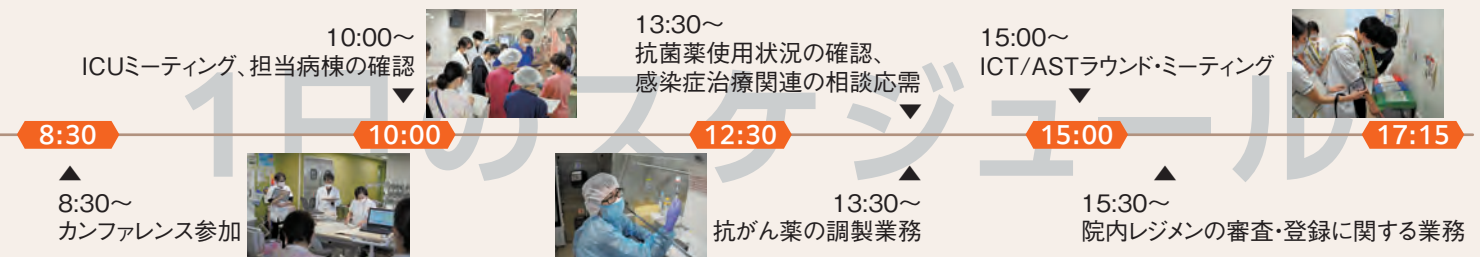 1日のスケジュール
10:00～
ICUミーティング、担当病棟の確認
13:30～
抗菌薬使用状況の確認、
感染症治療関連の相談応需
15:00～
ICT/ASTラウンド・ミーティング
8:30
10:00
12:30
15:00
17:15
8:30～
カンファレンス参加
13:30～
抗がん薬の調製業務
15:30～
院内レジメンの審査・登録に関する業務